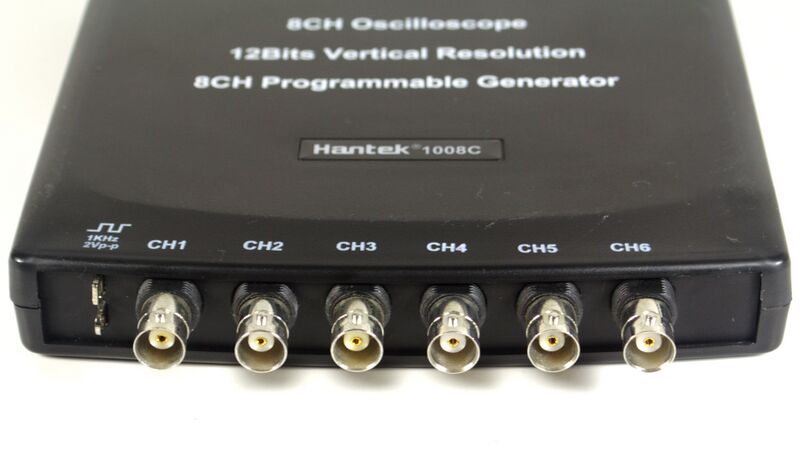 8CH Oscilloscope
12Bits Vertical Resolution
8CH Programmable Generator
Hantek® 1008C
1KHz
2Vp-p
CH1 CH2 CH3 CH4 CH5 CH6